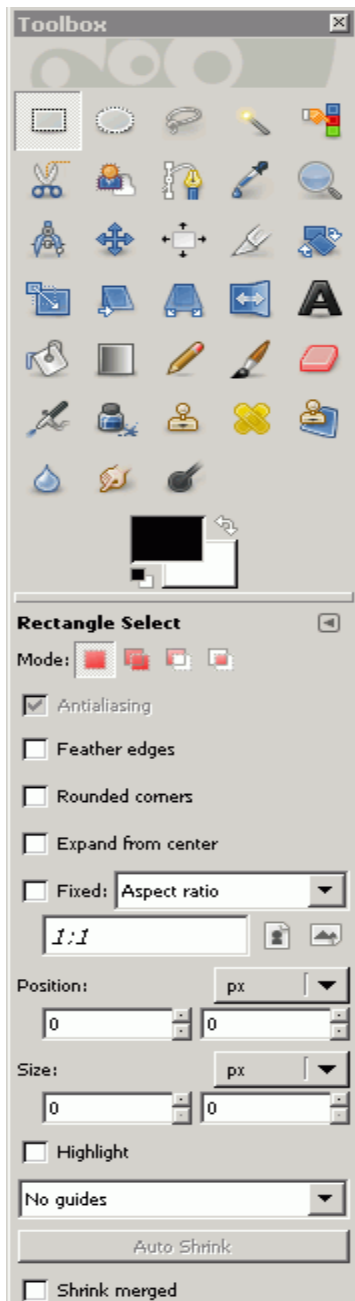 Toolbox
Rectangle Select
Mode:
Antialiasing
Feather edges
Rounded corners
Expand from center
Fixed: Aspect ratio
1:1
Position: px
0 0
Size: px
0 0
Highlight
No guides
Auto Shrink
Shrink merged